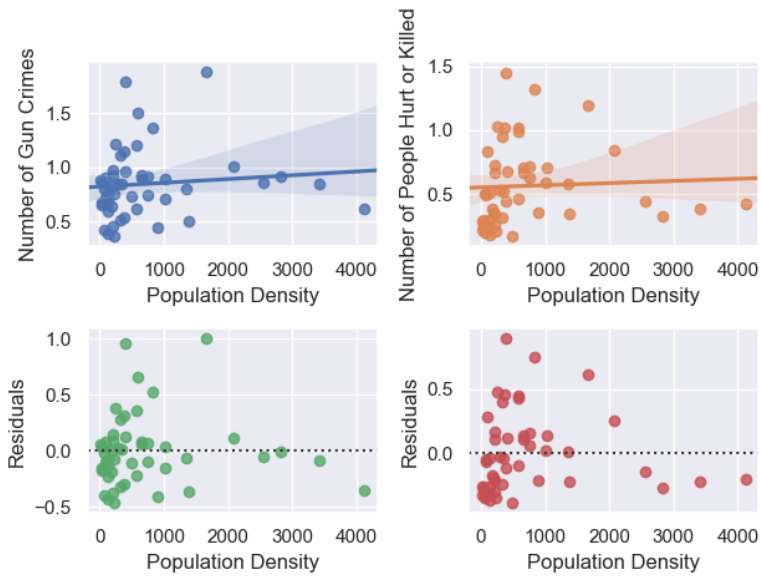 Number of Gun Crimes
1.5
1.0
0.5
0 1000 2000 3000 4000
Population Density
Number of People Hurt or Killed
1.5
1.0
0.5
0 1000 2000 3000 4000
Population Density
Residuals
1.0
0.5
0.0
−0.5
0 1000 2000 3000 4000
Population Density
Residuals
0.5
0.0
0 1000 2000 3000 4000
Population Density